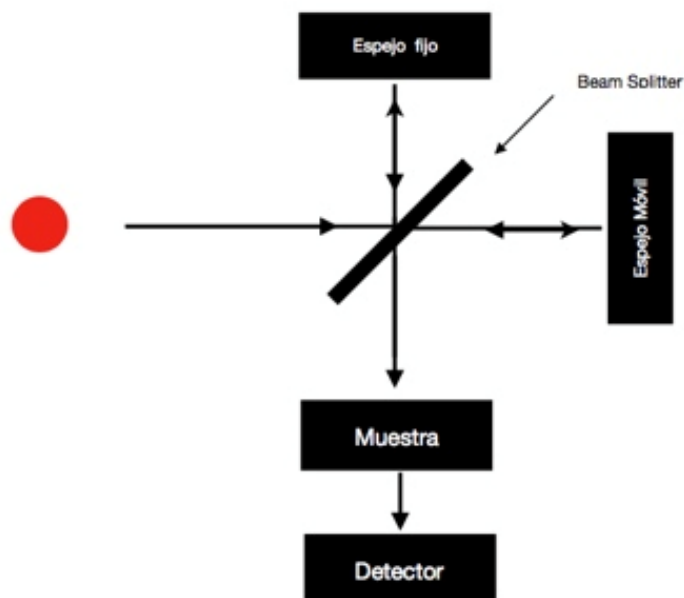 Espejo fijo
Beam Splitter
Espejo Móvil
Muestra
Detector